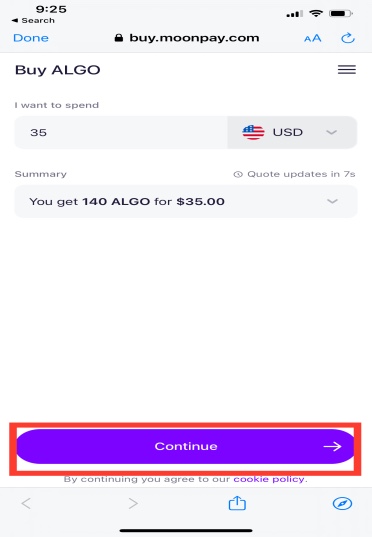 9:25
◀ Search
Done
buy.moonpay.com
AA
Buy ALGO
I want to spend
35
USD
Summary
Quote updates in 7s
You get 140 ALGO for $35.00
Continue
By continuing you agree to our cookie policy.